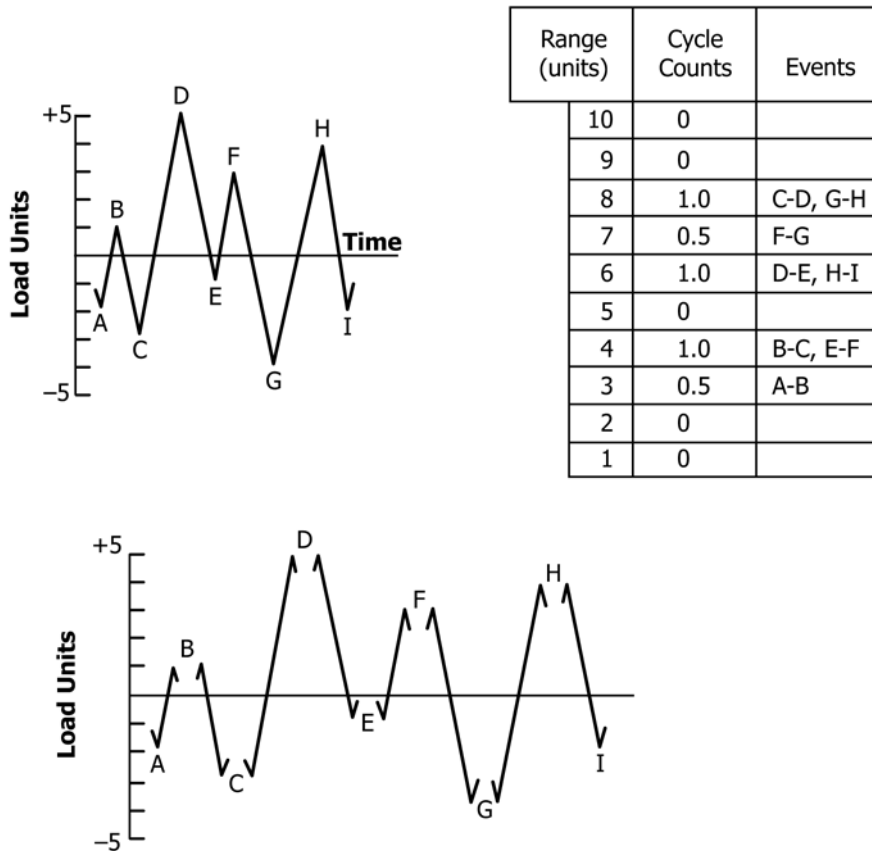 D
+5
H
F
B
Load Units
Time
E
A
I
C
G
−5
Range (units) Cycle Counts Events
10 0
9 0
8 1.0 C-D, G-H
7 0.5 F-G
6 1.0 D-E, H-I
5 0
4 1.0 B-C, E-F
3 0.5 A-B
2 0
1 0
+5
D
H
F
B
Load Units
E
A
I
C
G
−5